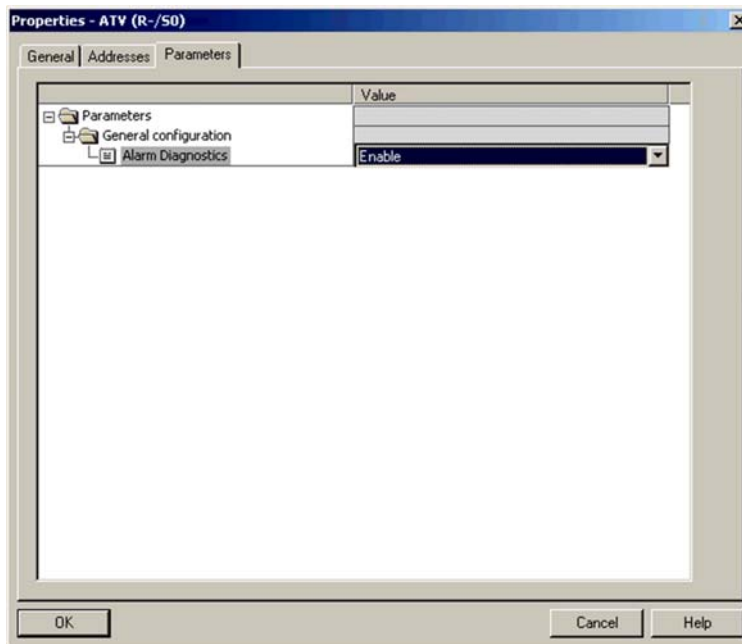 Properties - ATV (R-/S0)
General Addresses Parameters
Value
Parameters
General configuration
Alarm Diagnostics Enable
OK Cancel Help